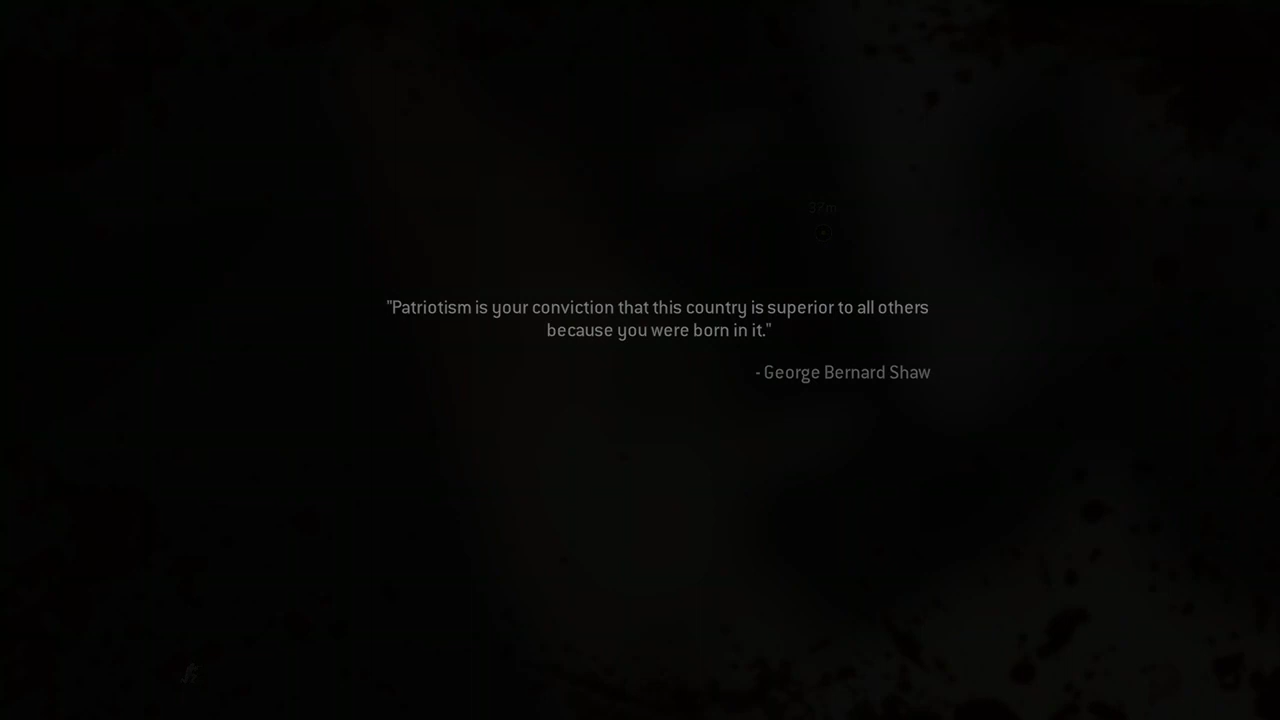 37m
"Patriotism is your conviction that this country is superior to all others
because you were born in it."
- George Bernard Shaw